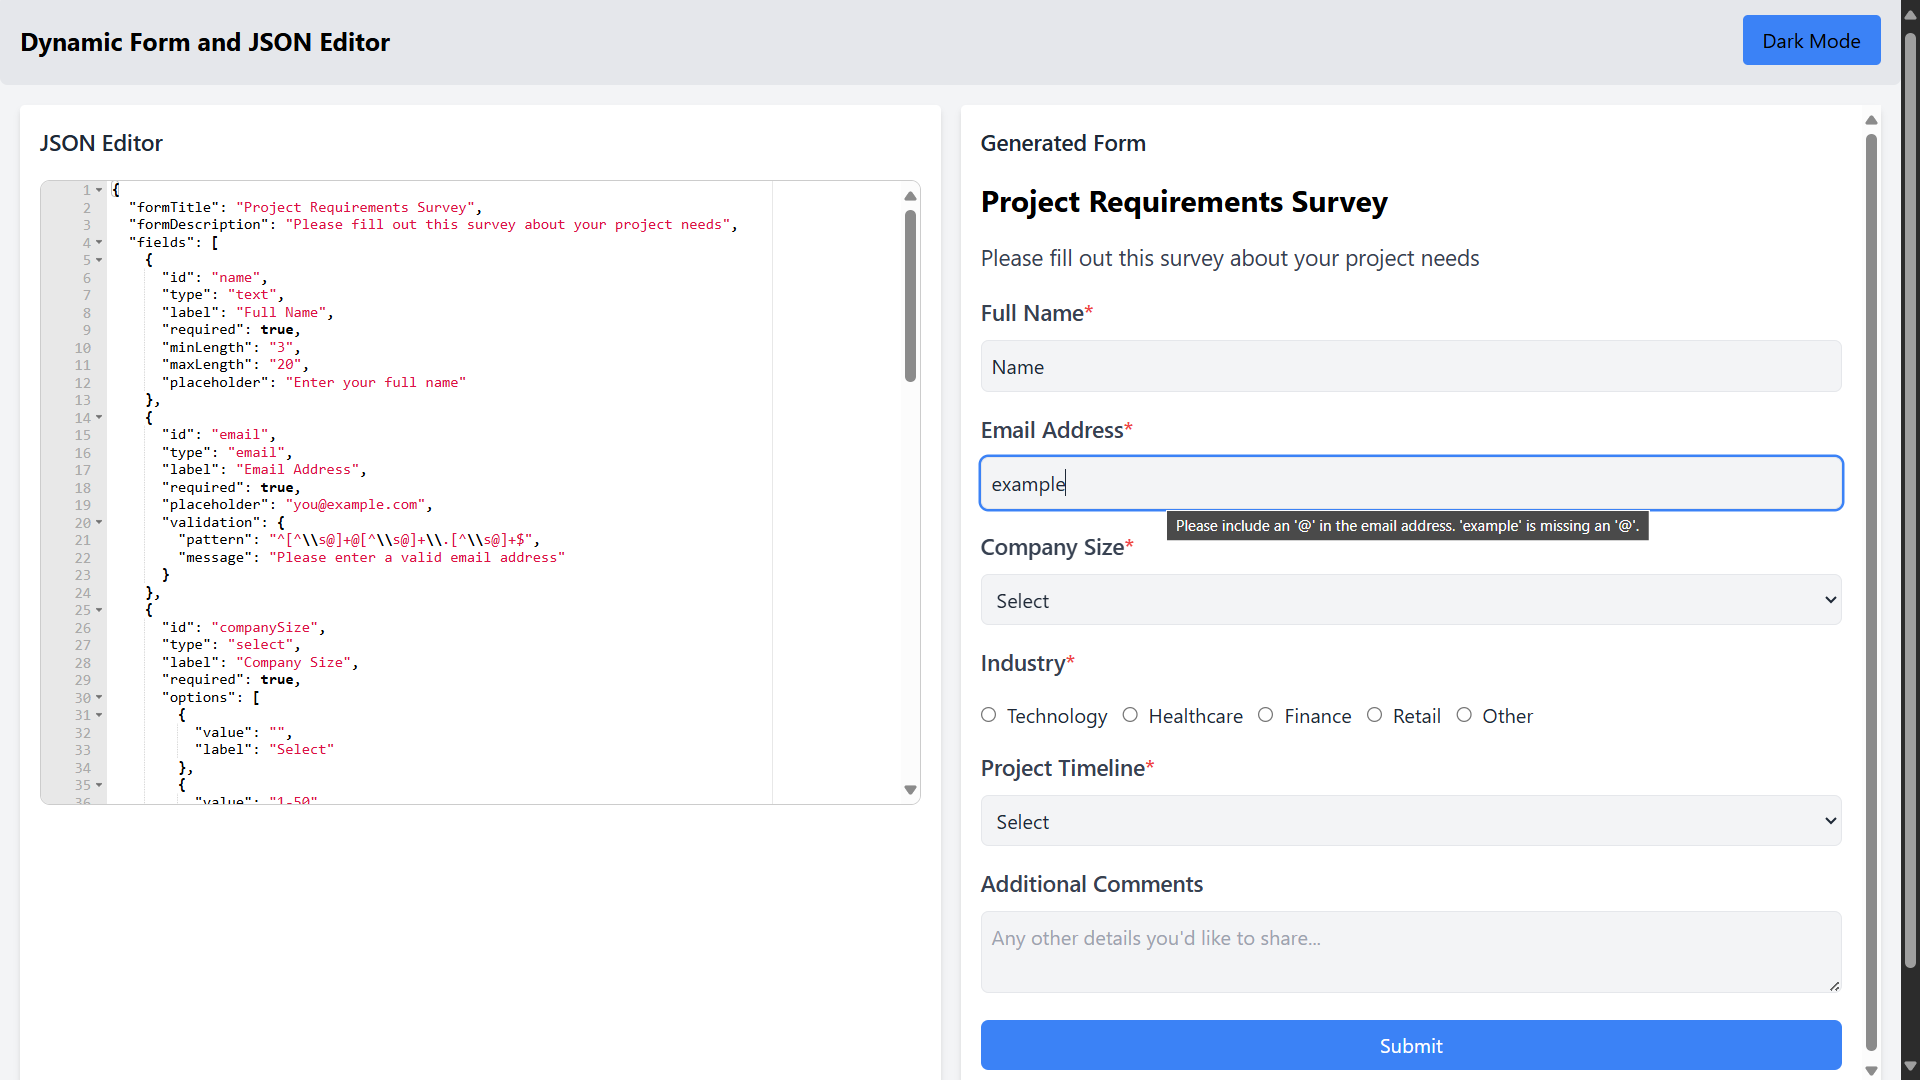 Dynamic Form and JSON Editor
Dark Mode
JSON Editor
1 {
2 "formTitle": "Project Requirements Survey",
3 "formDescription": "Please fill out this survey about your project needs",
4 "fields": [
5 {
6 "id": "name",
7 "type": "text",
8 "label": "Full Name",
9 "required": true,
10 "minLength": "3",
11 "maxLength": "20",
12 "placeholder": "Enter your full name"
13 },
14 {
15 "id": "email",
16 "type": "email",
17 "label": "Email Address",
18 "required": true,
19 "placeholder": "you@example.com",
20 "validation": {
21 "pattern": "^[^\\s@]+@[^\\s@]+\\.[^\\s@]+$",
22 "message": "Please enter a valid email address"
23 }
24 },
25 {
26 "id": "companySize",
27 "type": "select",
28 "label": "Company Size",
29 "required": true,
30 "options": [
31 {
32 "value": "",
33 "label": "Select"
34 },
35 {
36 "value": "1-50"
Generated Form
Project Requirements Survey
Please fill out this survey about your project needs
Full Name*
Name
Email Address*
example
Please include an '@' in the email address. 'example' is missing an '@'.
Company Size*
Select
Industry*
Technology Healthcare Finance Retail Other
Project Timeline*
Select
Additional Comments
Any other details you'd like to share...
Submit